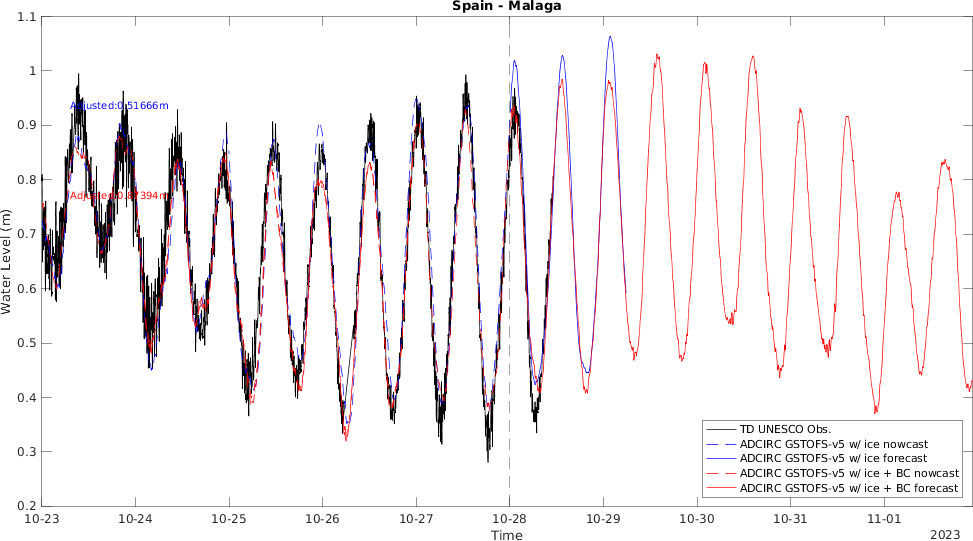 Spain - Malaga
1.1
1
0.9
0.8
0.7
0.6
0.5
0.4
0.3
0.2
Water Level (m)
Adjusted:0.51666m
10-23
10-24
10-25
10-26
10-27
10-28
10-29
10-30
10-31
11-01
Time
2023
TD UNESCO Obs.
ADCIRC GSTOFS-v5 w/ ice nowcast
ADCIRC GSTOFS-v5 w/ ice forecast
ADCIRC GSTOFS-v5 w/ ice + BC nowcast
ADCIRC GSTOFS-v5 w/ ice + BC forecast